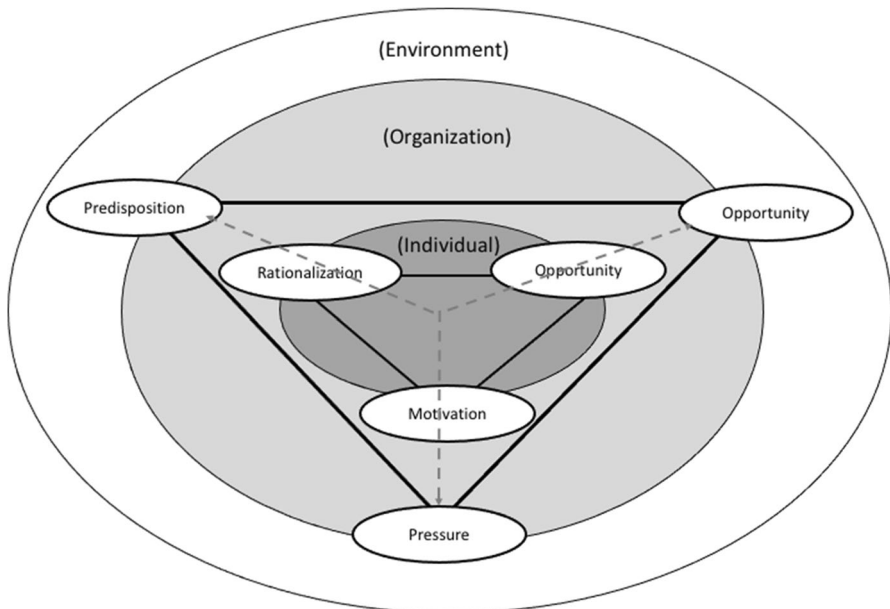 (Environment)
(Organization)
Predisposition
Opportunity
(Individual)
Rationalization
Opportunity
Motivation
Pressure